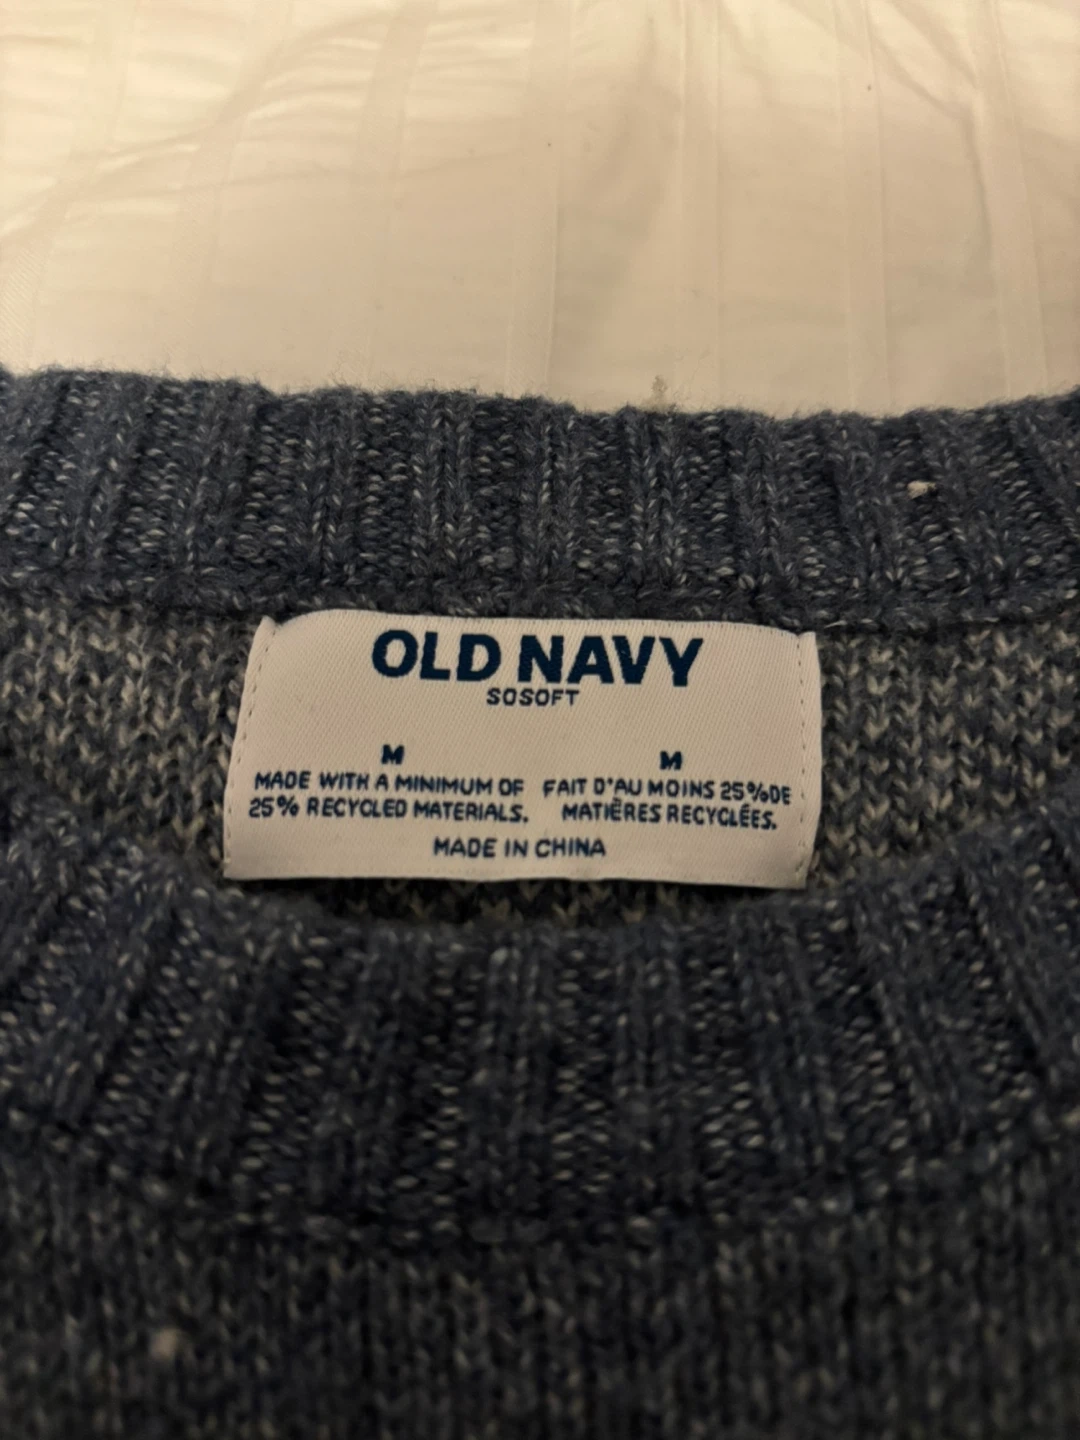 OLD NAVY
SOSOFT
M
MADE WITH A MINIMUM OF
25% RECYCLED MATERIALS.
M
FAIT D'AU MOINS 25% DE
MATIÈRES RECYCLÉES.
MADE IN CHINA